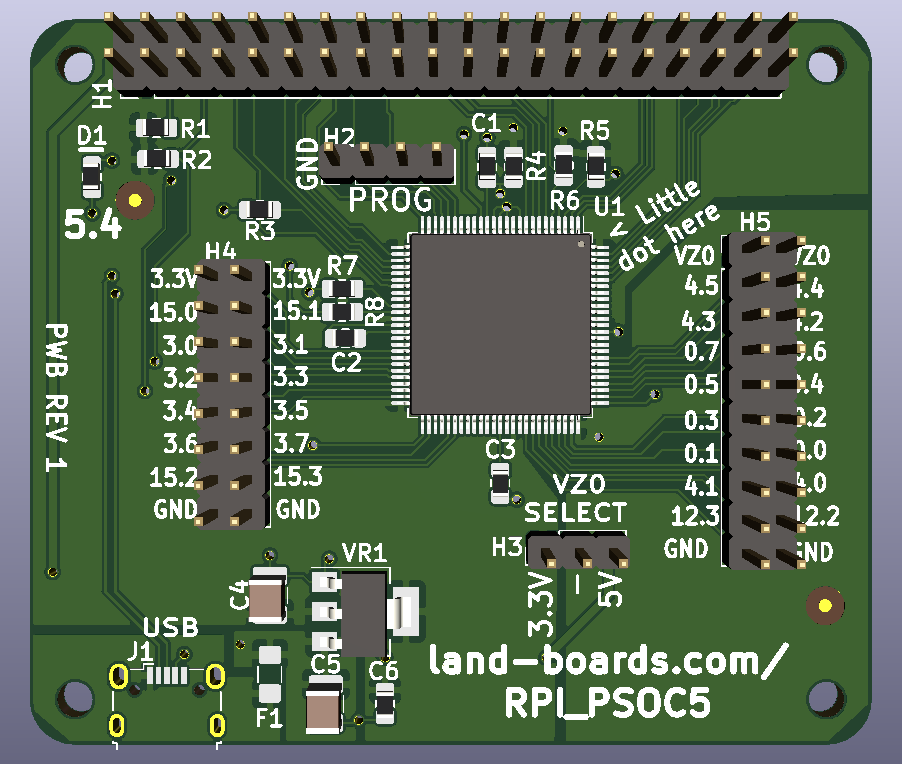 H1
D1
R1
R2
5.4
R3
GND
H2
PROG
C1
R4
R5
R6
U1
< Little
dot here
H4
3.3V 3.3V
15.0 15.1
3.0 3.1
3.2 3.3
3.4 3.5
3.6 3.7
15.2 15.3
GND GND
R7
R8
C2
PWB REV 1
H5
VZ0 VZ0
4.5 4.4
4.3 4.2
0.7 0.6
0.5 0.4
0.3 0.2
0.1 0.0
4.1 4.0
12.3 12.2
GND GND
C3
VZ0
SELECT
H3
3.3V
–
5V
C4
VR1
USB
J1
F1
C5
C6
land-boards.com/
RPI_PSOC5